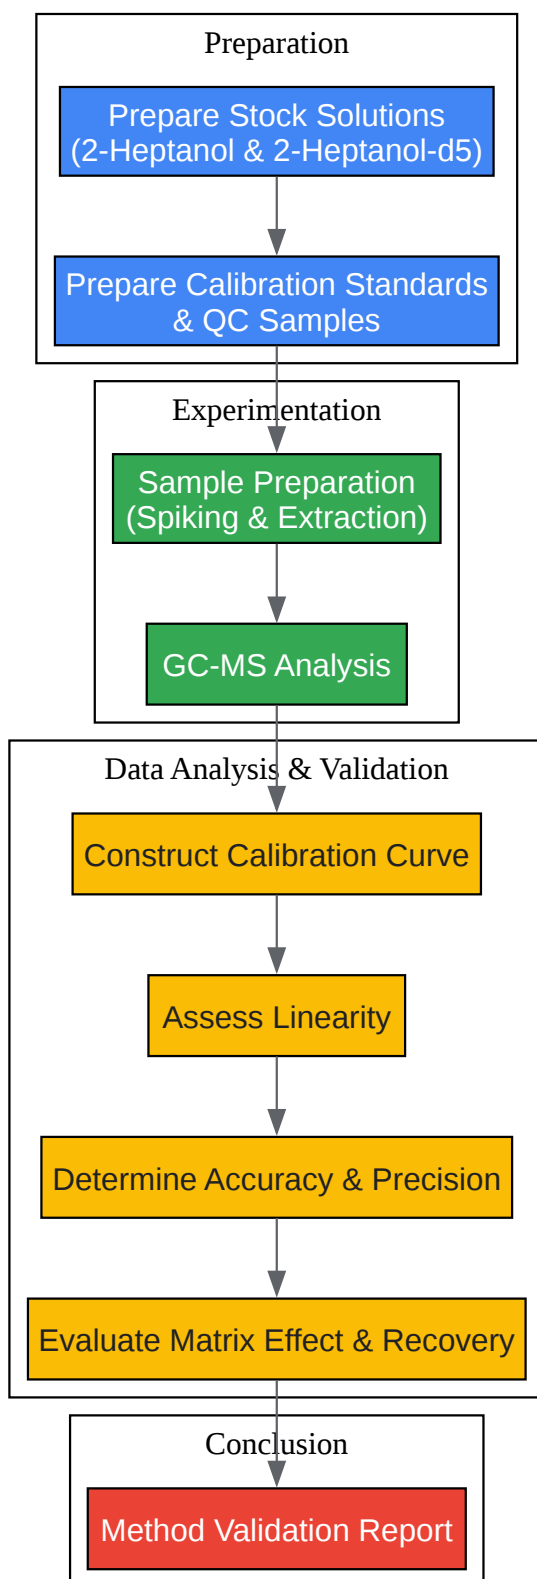 Preparation
Prepare Stock Solutions
(2-Heptanol & 2-Heptanol-d5)
Prepare Calibration Standards
& QC Samples
Experimentation
Sample Preparation
(Spiking & Extraction)
GC-MS Analysis
Data Analysis & Validation
Construct Calibration Curve
Assess Linearity
Determine Accuracy & Precision
Evaluate Matrix Effect & Recovery
Conclusion
Method Validation Report